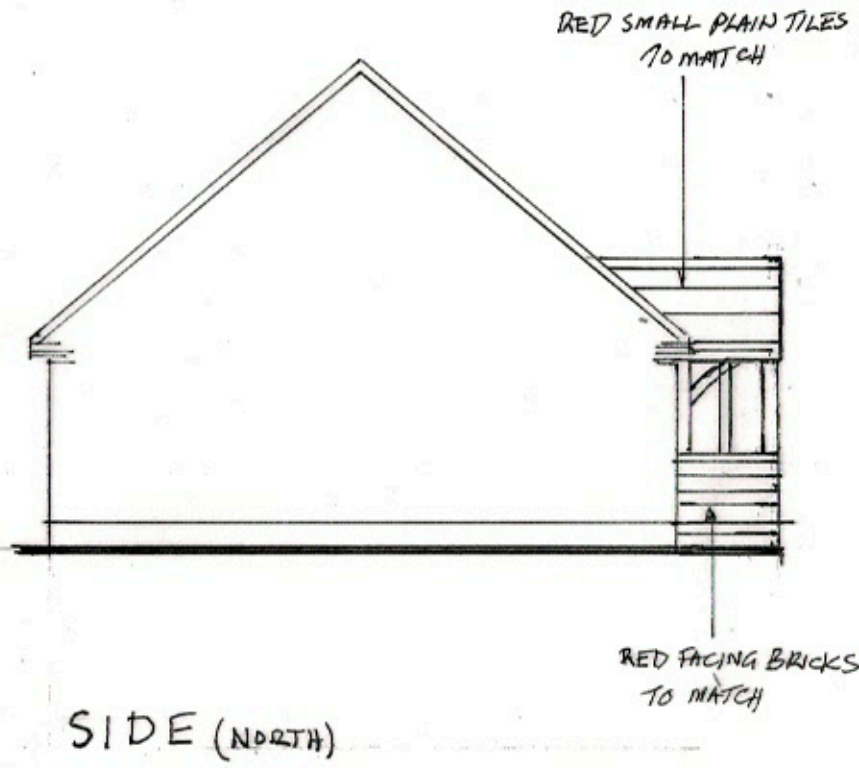 RED SMALL PLAIN TILES
TO MATCH
RED FACING BRICKS
TO MATCH
SIDE (NORTH)